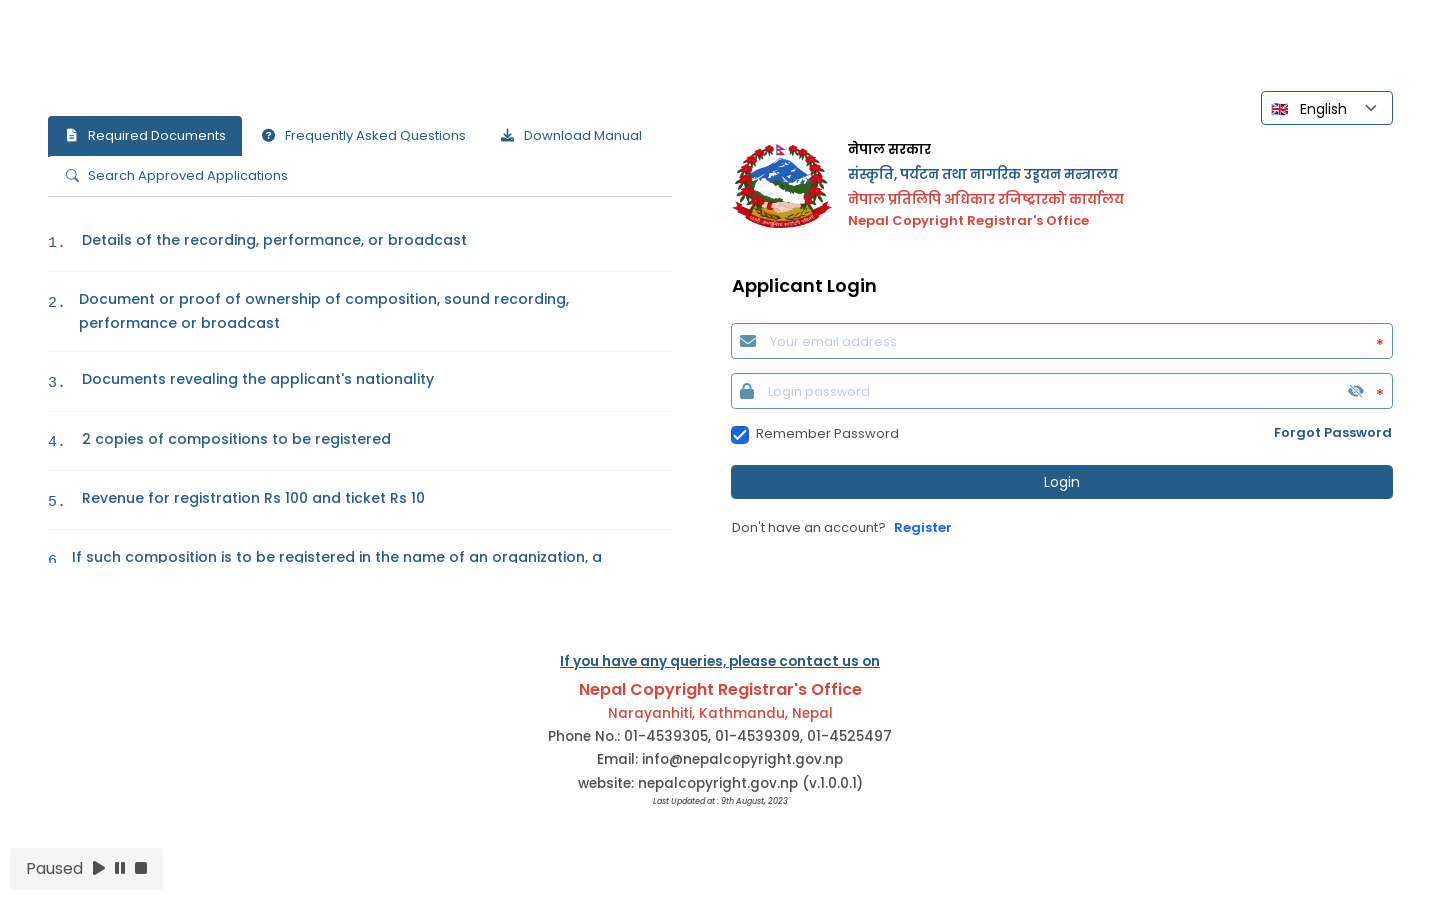 English
Required Documents
Frequently Asked Questions
Download Manual
Search Approved Applications
1. Details of the recording, performance, or broadcast
2. Document or proof of ownership of composition, sound recording,
performance or broadcast
3. Documents revealing the applicant's nationality
4. 2 copies of compositions to be registered
5. Revenue for registration Rs 100 and ticket Rs 10
6 If such composition is to be registered in the name of an organization, a
नेपाल सरकार
संस्कृति, पर्यटन तथा नागरिक उड्डयन मन्त्रालय
नेपाल प्रतिलिपि अधिकार रजिष्ट्रारको कार्यालय
Nepal Copyright Registrar's Office
Applicant Login
Your email address *
Login password *
Remember Password
Forgot Password
Login
Don't have an account? Register
If you have any queries, please contact us on
Nepal Copyright Registrar's Office
Narayanhiti, Kathmandu, Nepal
Phone No.: 01-4539305, 01-4539309, 01-4525497
Email: info@nepalcopyright.gov.np
website: nepalcopyright.gov.np (v.1.0.0.1)
Last Updated at : 9th August, 2023
Paused